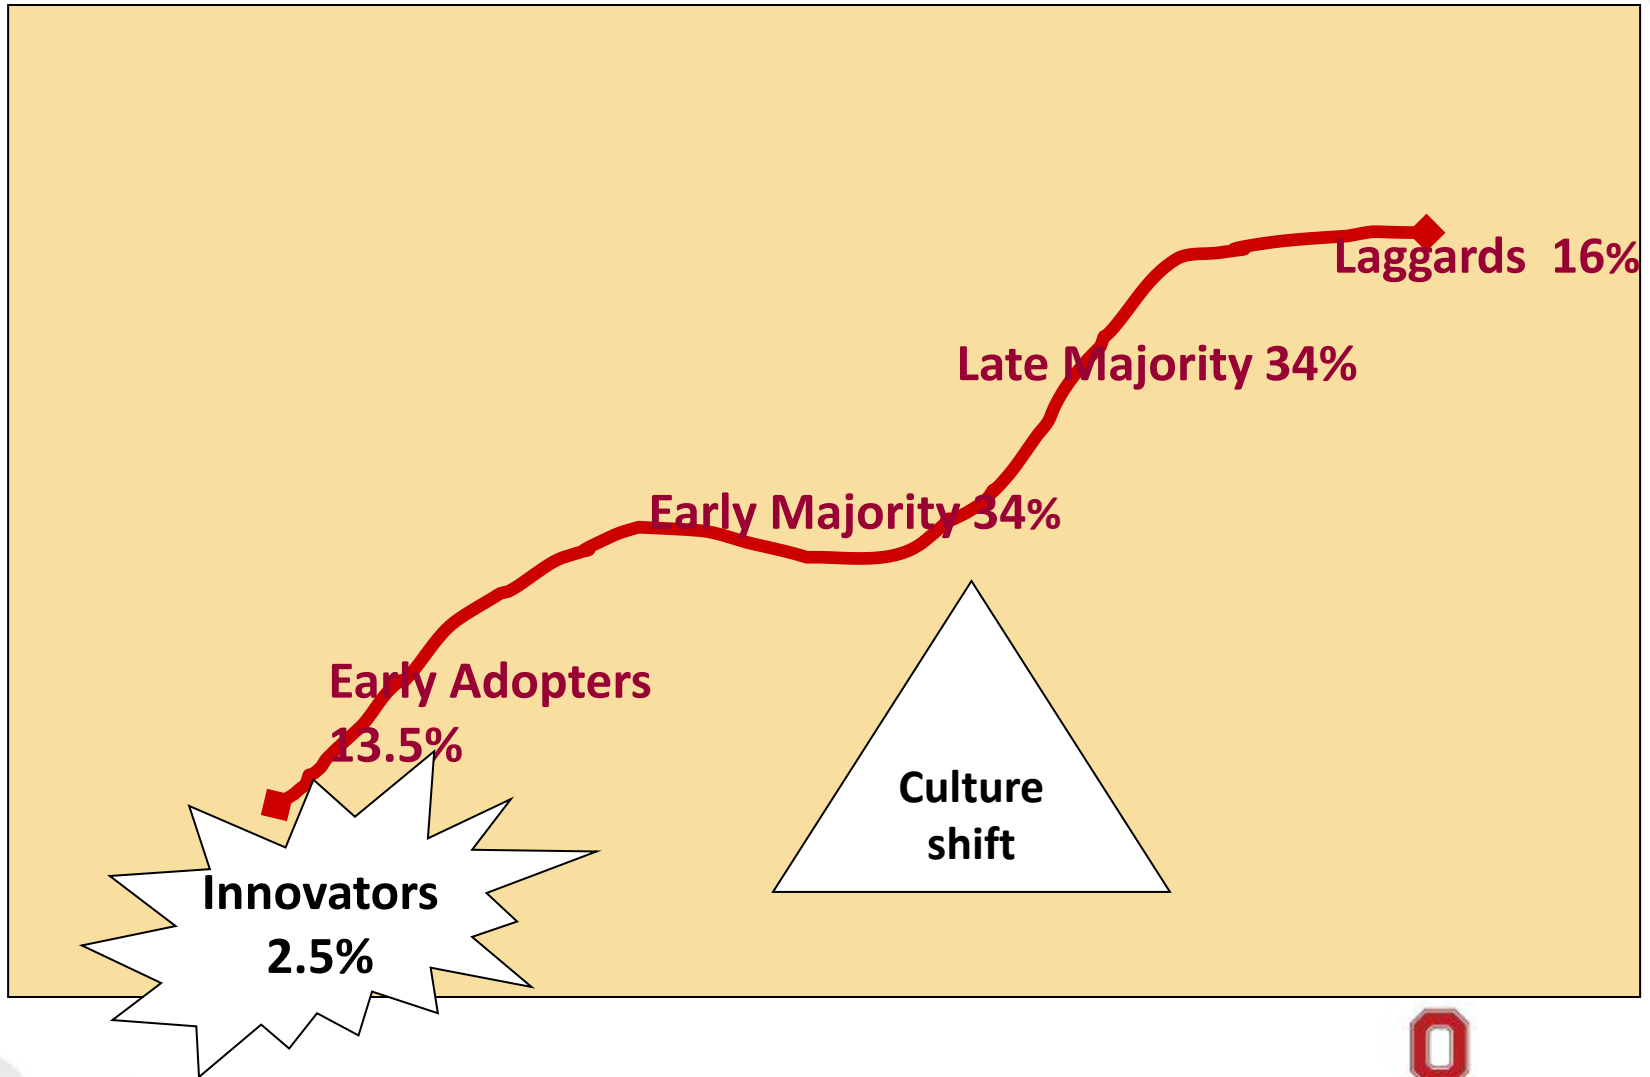 Laggards 16%
Late Majority 34%
Early Majority 34%
Early Adopters
13.5%
Culture
shift
Innovators
2.5%
O